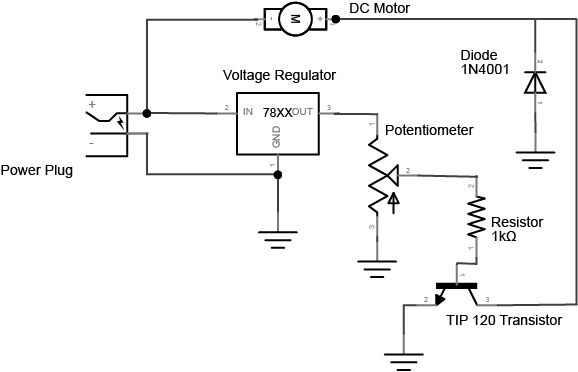 DC Motor
2 - M + 1
Diode
1N4001
2
1
Voltage Regulator
+
-
Power Plug
2 IN 78XX OUT 3
GND
1
Potentiometer
1
2
3
2
Resistor
1kΩ
1
1
2
3
TIP 120 Transistor